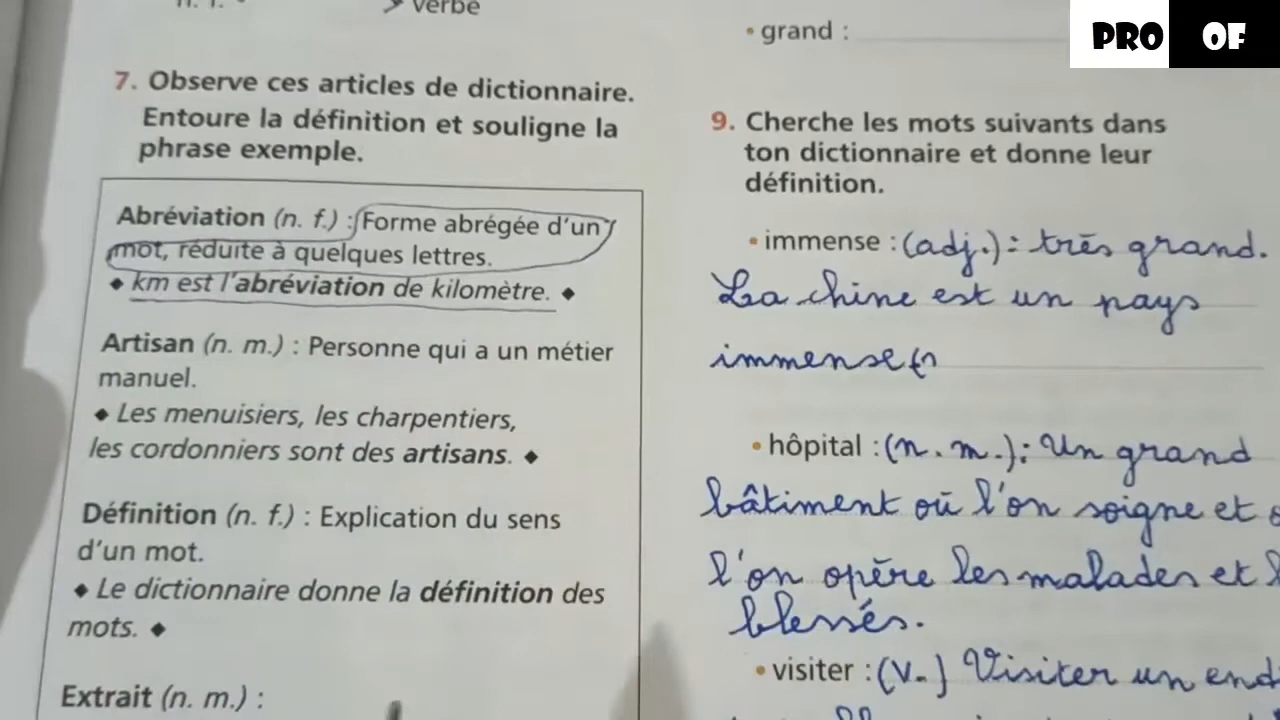 verbe
7. Observe ces articles de dictionnaire.
Entoure la définition et souligne la
phrase exemple.
Abréviation (n. f.) : Forme abrégée d'un
mot, réduite à quelques lettres.
◆ km est l'abréviation de kilomètre. ◆
Artisan (n. m.) : Personne qui a un métier
manuel.
◆ Les menuisiers, les charpentiers,
les cordonniers sont des artisans. ◆
Définition (n. f.) : Explication du sens
d'un mot.
◆ Le dictionnaire donne la définition des
mots. ◆
Extrait (n. m.) :
• grand :
PRO OF
9. Cherche les mots suivants dans
ton dictionnaire et donne leur
définition.
• immense : (adj.) : très grand.
La chine est un pays
immense
• hôpital : (n. m.) : Un grand
bâtiment où l'on soigne et
l'on opère les malades et
blessés.
• visiter : (v.) Visiter un